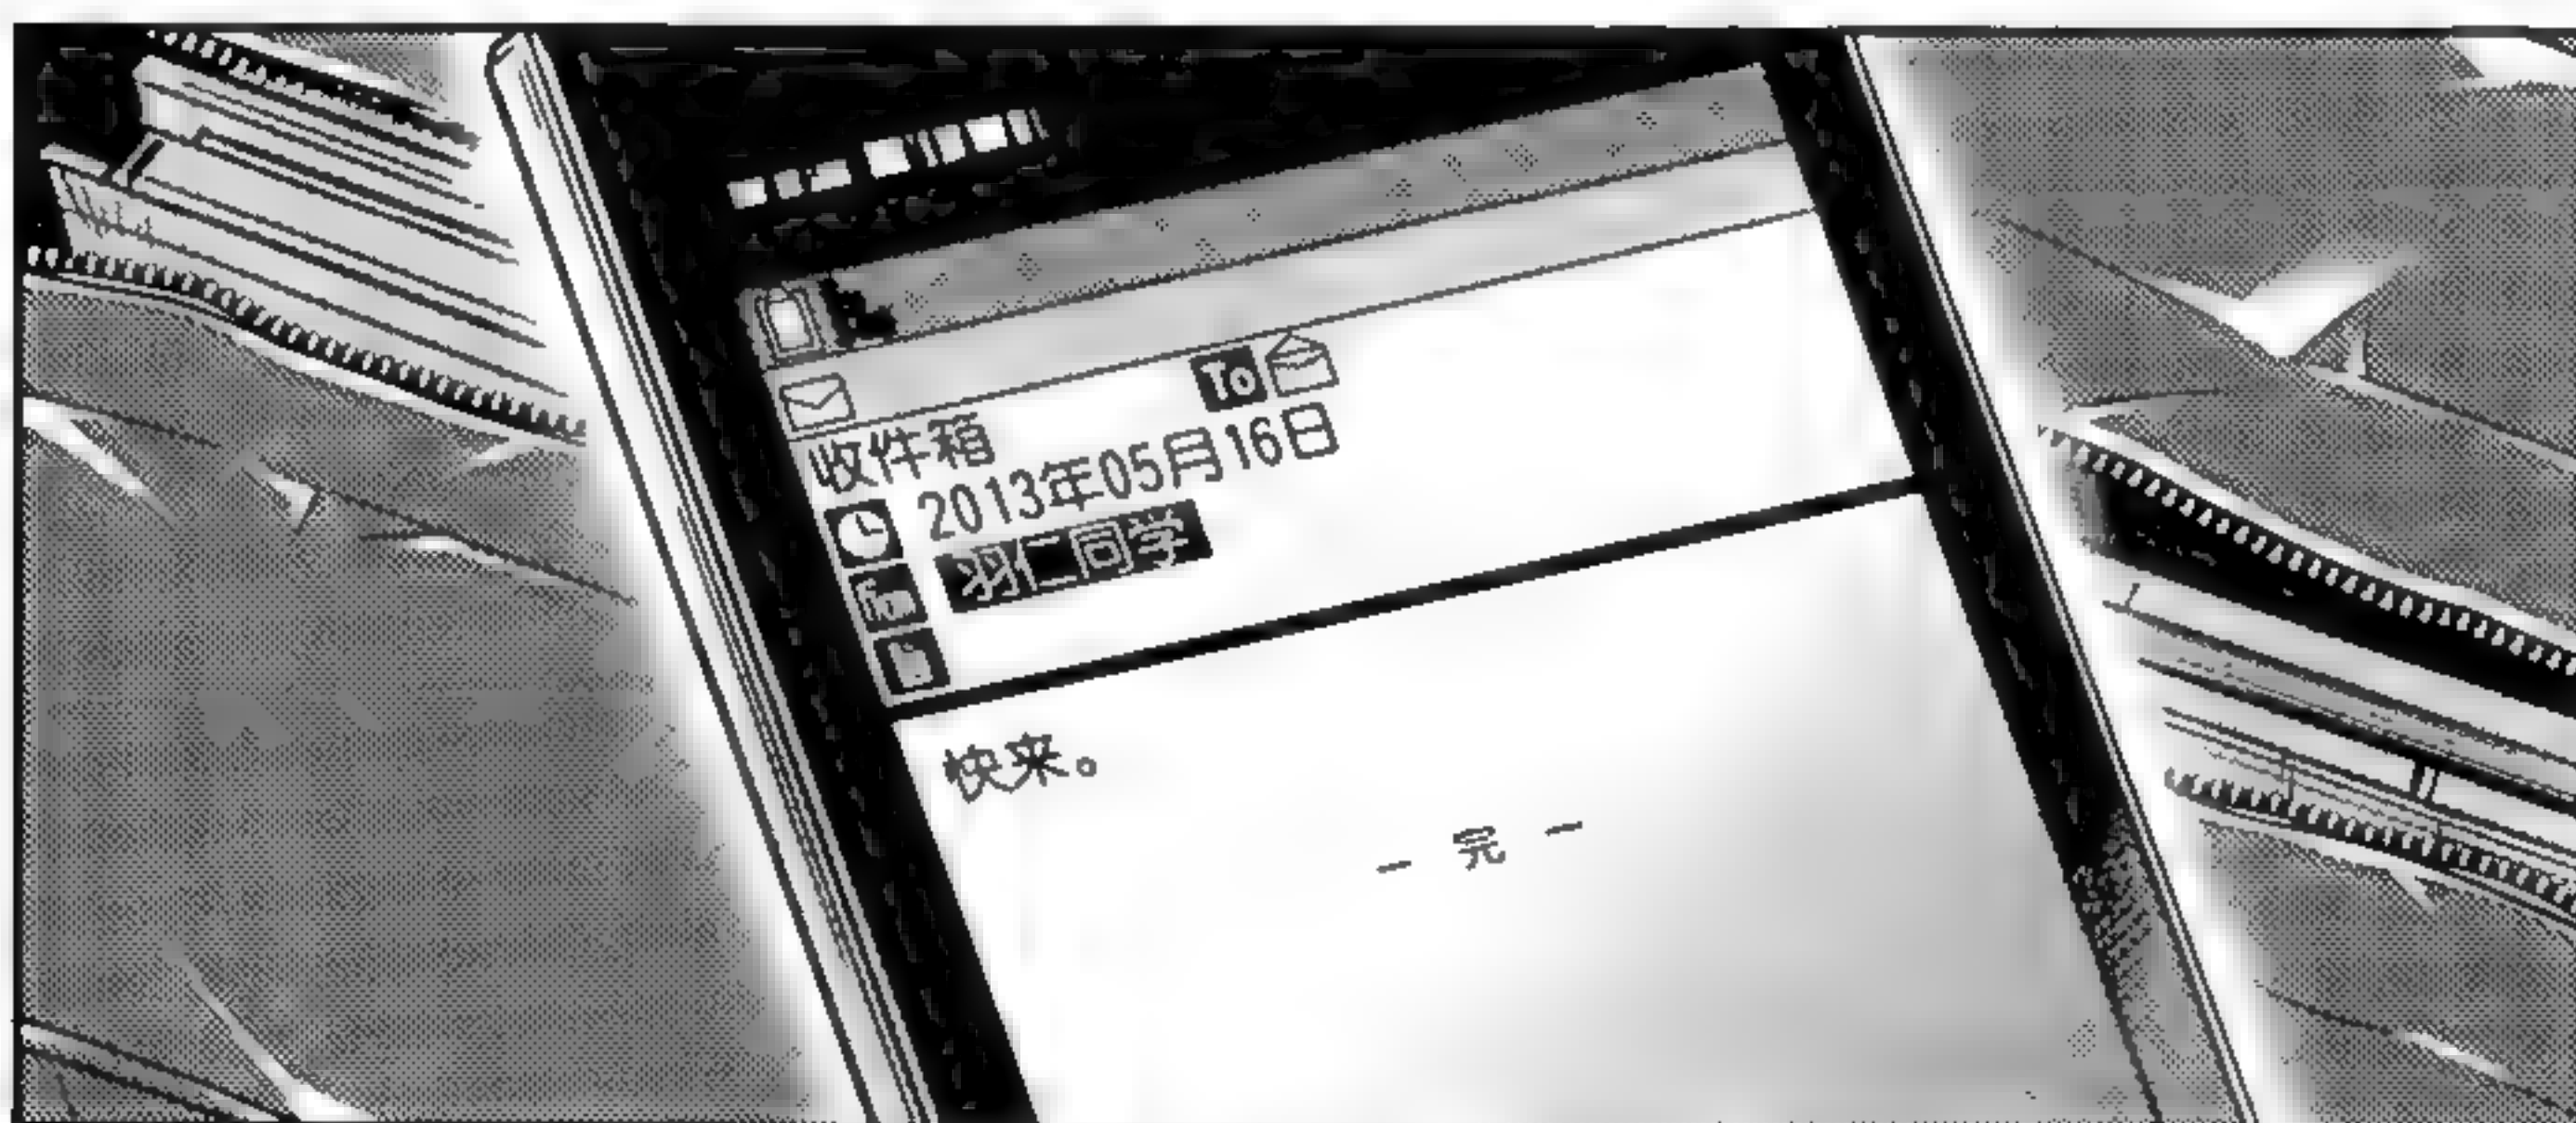 To
收件箱
2013年05月16日
羽仁同学
快来。
— 完 —